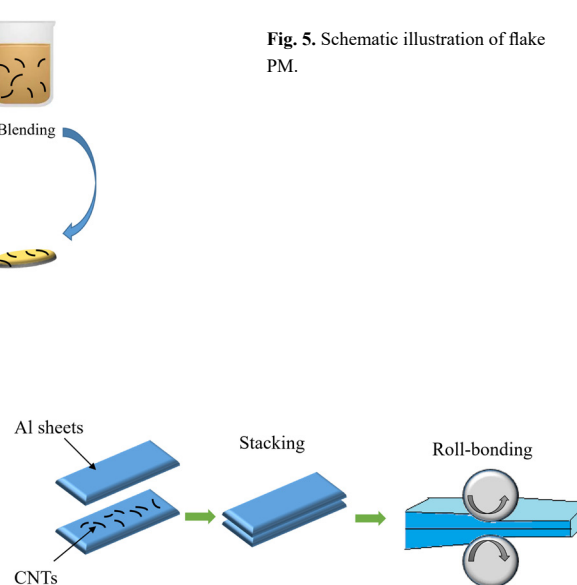 Fig. 5. Schematic illustration of flake
PM.
Blending
Al sheets
Stacking
Roll-bonding
CNTs